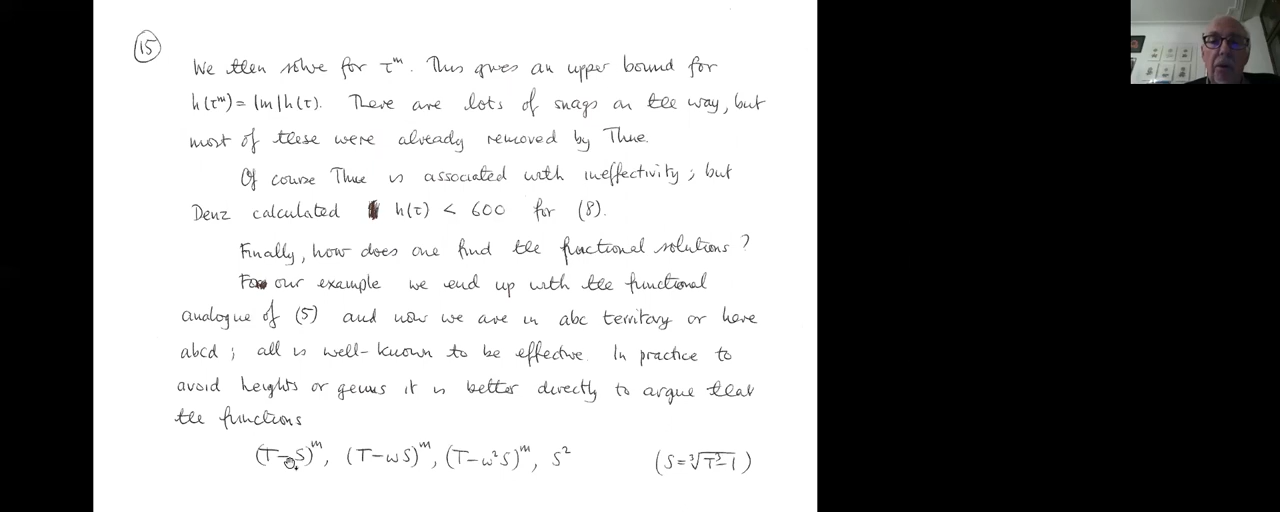 15
We then solve for τ^m. This gives an upper bound for
h(τ^m) = |m| h(τ). There are lots of snags on the way, but
most of these were already removed by Thue.
Of course Thue is associated with ineffectivity; but
Denz calculated h(τ) < 600 for (8).
Finally, how does one find the functional solutions?
For our example we end up with the functional
analogue of (5) and now we are in abc territory or here
abcd; all is well-known to be effective. In practice to
avoid heights or genus it is better directly to argue that
the functions
(T-S)^m, (T-ωS)^m, (T-ω²S)^m, S² (S=∛(T³-1))